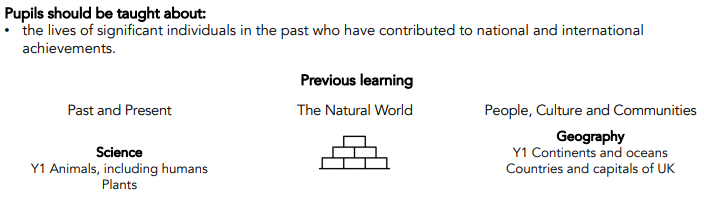 Pupils should be taught about:
• the lives of significant individuals in the past who have contributed to national and international
achievements.
Previous learning
Past and Present
The Natural World
People, Culture and Communities
Science
Y1 Animals, including humans
Plants
Geography
Y1 Continents and oceans
Countries and capitals of UK